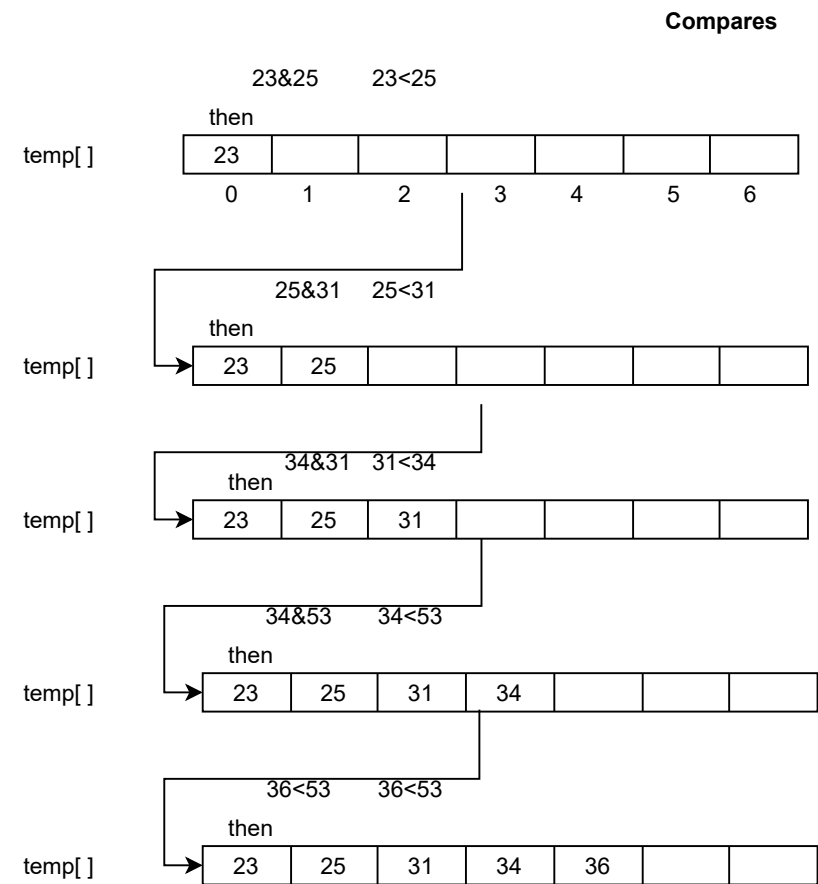 Compares
23&25 23<25
then
temp[ ] 23
0 1 2 3 4 5 6
25&31 25<31
then
temp[ ] 23 25
34&31 31<34
then
temp[ ] 23 25 31
34&53 34<53
then
temp[ ] 23 25 31 34
36<53 36<53
then
temp[ ] 23 25 31 34 36